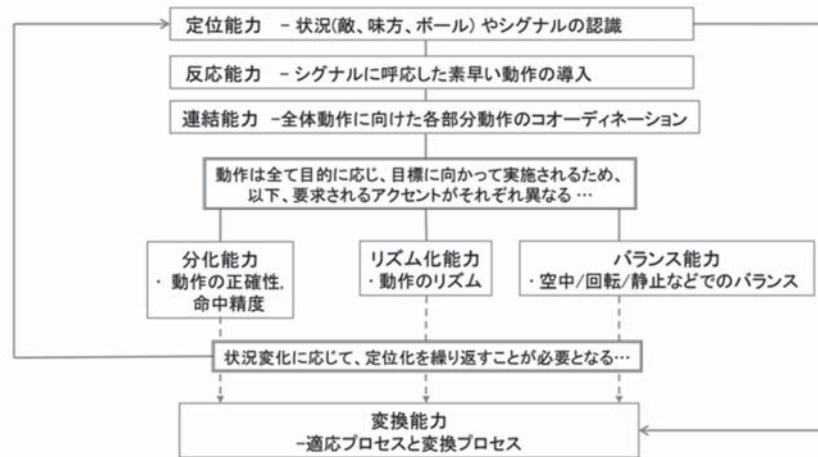 定位能力 －状況(敵、味方、ボール) やシグナルの認識
反応能力 －シグナルに呼応した素早い動作の導入
連結能力 －全体動作に向けた各部分動作のコオーディネーション
動作は全て目的に応じ、目標に向かって実施されるため、
以下、要求されるアクセントがそれぞれ異なる …
分化能力
・ 動作の正確性,
命中精度
リズム化能力
・ 動作のリズム
バランス能力
・空中/回転/静止などでのバランス
状況変化に応じて、定位化を繰り返すことが必要となる…
変換能力
－適応プロセスと変換プロセス